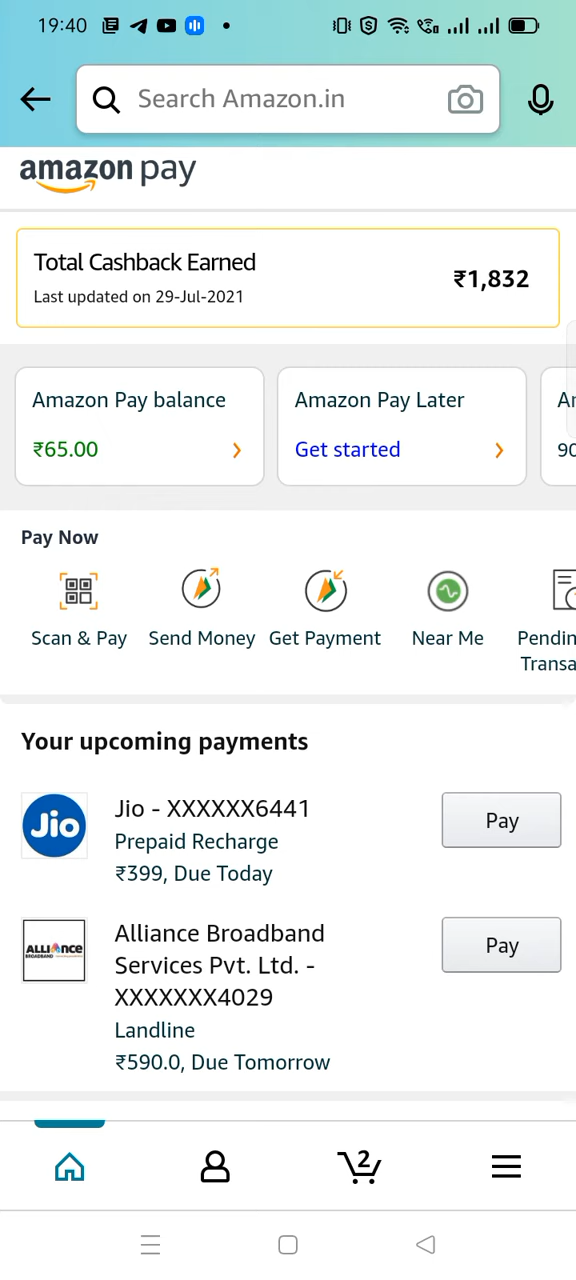 19:40
Search Amazon.in
amazon pay
Total Cashback Earned
₹1,832
Last updated on 29-Jul-2021
Amazon Pay balance
₹65.00
Amazon Pay Later
Get started
90
Pay Now
Scan & Pay
Send Money
Get Payment
Near Me
Your upcoming payments
Jio
Jio - XXXXXX6441
Prepaid Recharge
₹399, Due Today
Pay
ALLIANCE
BROADBAND
Alliance Broadband
Services Pvt. Ltd. -
XXXXXXX4029
Landline
₹590.0, Due Tomorrow
Pay
2